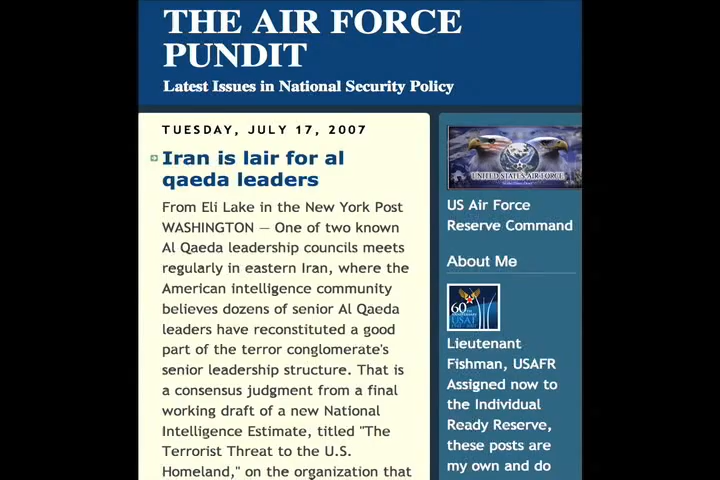 THE AIR FORCE
PUNDIT
Latest Issues in National Security Policy
TUESDAY, JULY 17, 2007
Iran is lair for al
qaeda leaders
From Eli Lake in the New York Post
WASHINGTON — One of two known
Al Qaeda leadership councils meets
regularly in eastern Iran, where the
American intelligence community
believes dozens of senior Al Qaeda
leaders have reconstituted a good
part of the terror conglomerate's
senior leadership structure. That is
a consensus judgment from a final
working draft of a new National
Intelligence Estimate, titled "The
Terrorist Threat to the U.S.
Homeland," on the organization that
UNITED STATES AIR FORCE
US Air Force
Reserve Command
About Me
60TH
USAF
Lieutenant
Fishman, USAFR
Assigned now to
the Individual
Ready Reserve,
these posts are
my own and do